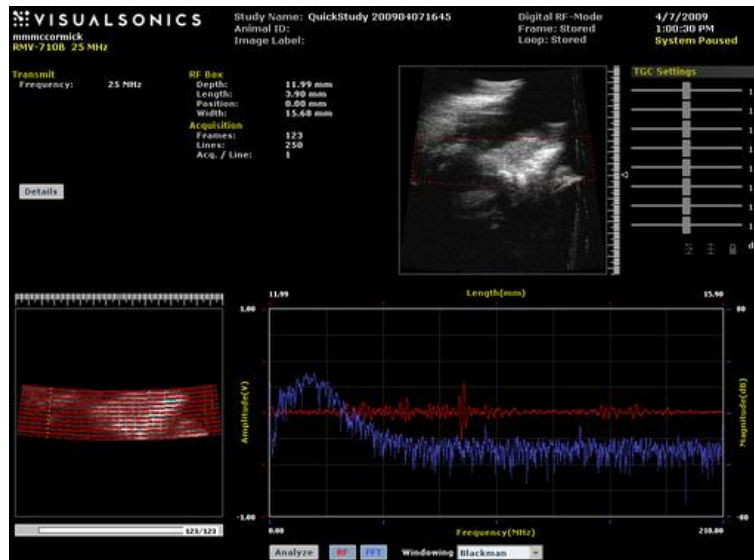 VISUALSONICS
mmmccormick
RMV-710B 25 MHz
Study Name: QuickStudy 200904071645
Animal ID:
Image Label:
Digital RF-Mode
Frame: Stored
Loop: Stored
4/7/2009
1:00:30 PM
System Paused
Transmit
Frequency: 25 MHz
RF Box
Depth: 11.99 mm
Length: 3.90 mm
Position: 0.00 mm
Width: 15.68 mm
Acquisition
Frames: 123
Lines: 250
Acq. / Line: 1
Details
TGC Settings
11.99 Length(mm) 15.90
1.00 80
Amplitude(V) Magnitude(dB)
-1.00 -80
123/123
0.00 Frequency(MHz) 210.00
Analyze RF FFT Windowing Blackman